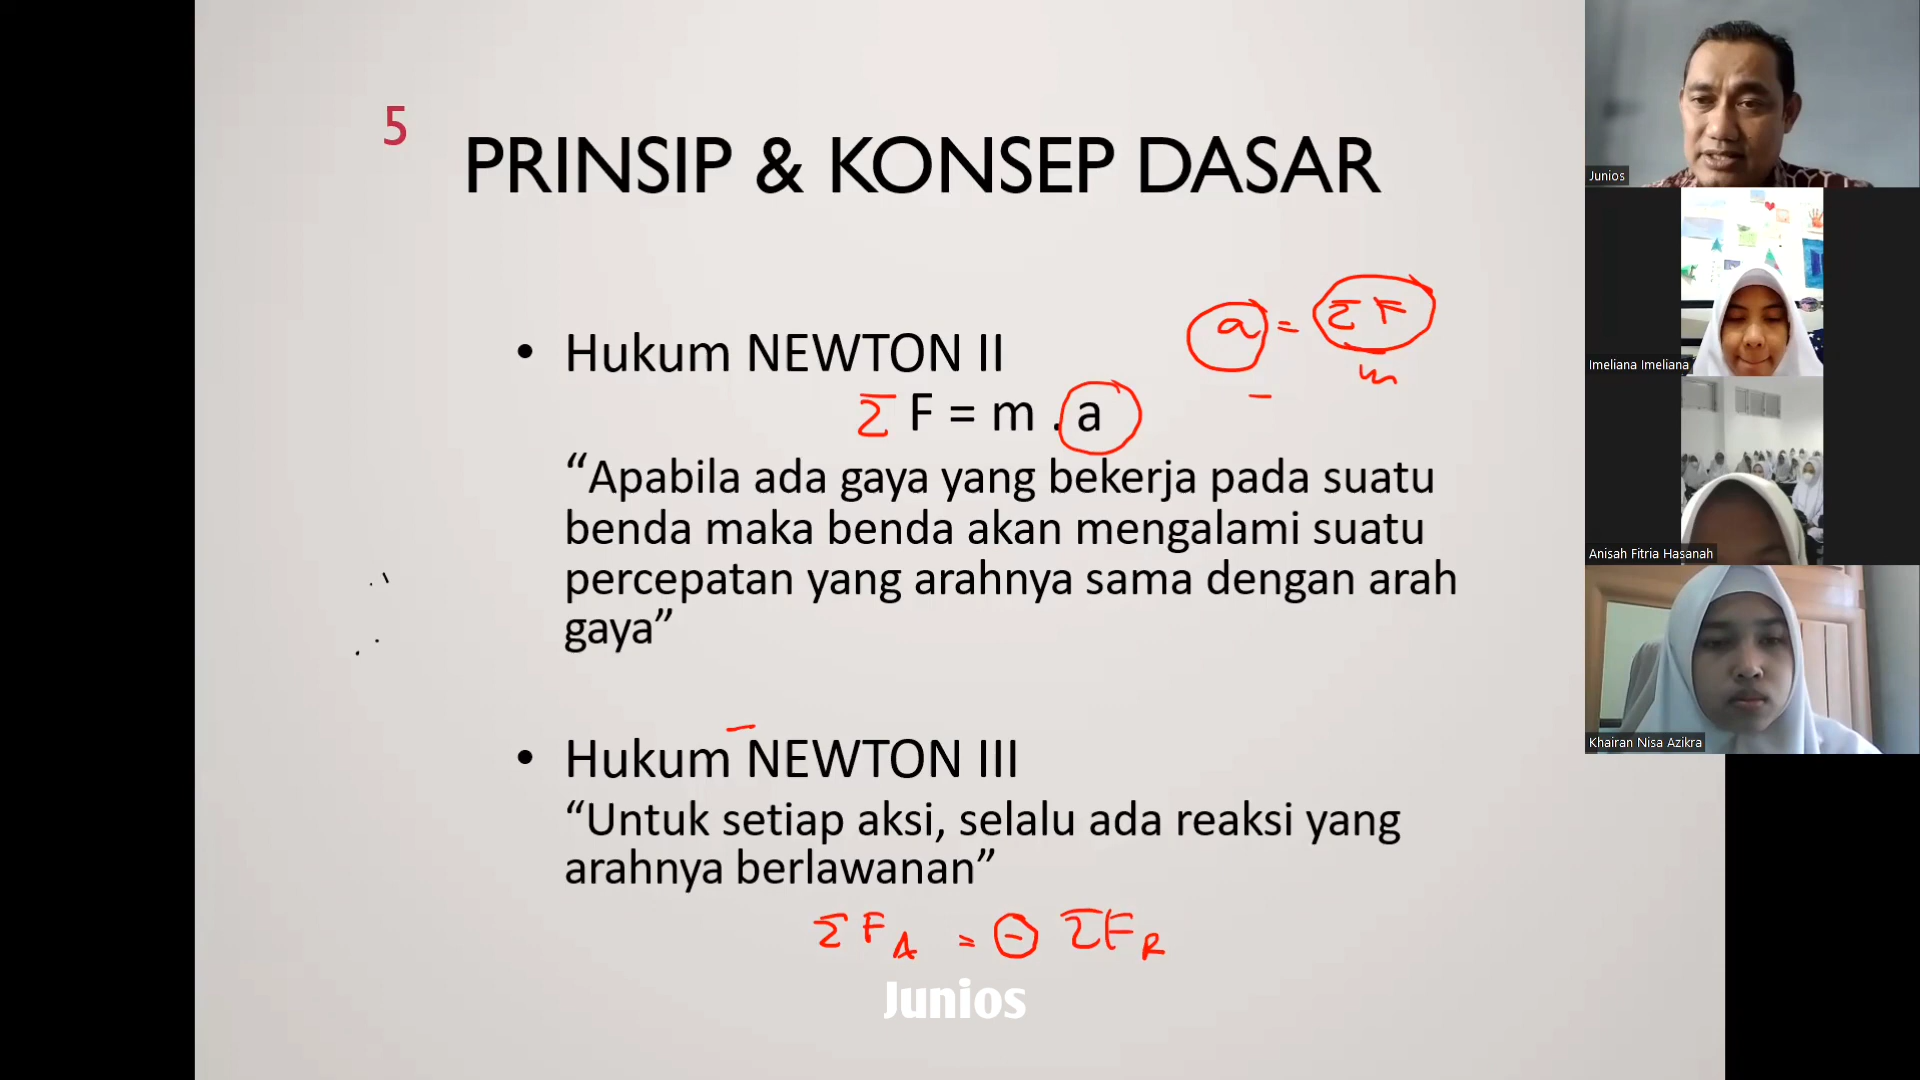 5
PRINSIP & KONSEP DASAR
a = Σ F
m
• Hukum NEWTON II
Σ F = m . a
“Apabila ada gaya yang bekerja pada suatu
benda maka benda akan mengalami suatu
percepatan yang arahnya sama dengan arah
gaya”
• Hukum NEWTON III
“Untuk setiap aksi, selalu ada reaksi yang
arahnya berlawanan”
Σ F A = - Σ F R
Junios
Junios
Imeliana Imeliana
Anisah Fitria Hasanah
Khairan Nisa Azikra